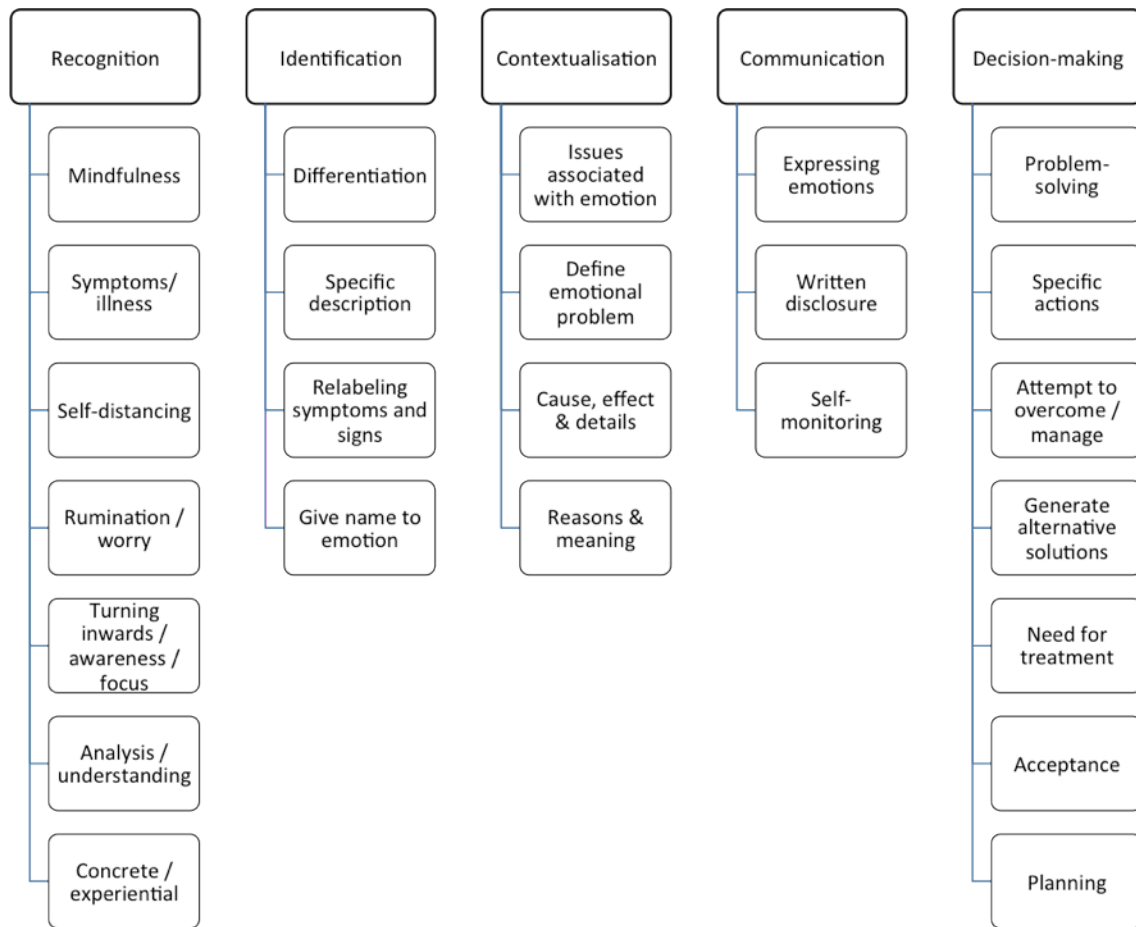 Recognition
Mindfulness
Symptoms/
illness
Self-distancing
Rumination /
worry
Turning
inwards /
awareness /
focus
Analysis /
understanding
Concrete /
experiential
Identification
Differentiation
Specific
description
Relabeling
symptoms and
signs
Give name to
emotion
Contextualisation
Issues
associated
with emotion
Define
emotional
problem
Cause, effect
& details
Reasons &
meaning
Communication
Expressing
emotions
Written
disclosure
Self-
monitoring
Decision-making
Problem-
solving
Specific
actions
Attempt to
overcome /
manage
Generate
alternative
solutions
Need for
treatment
Acceptance
Planning